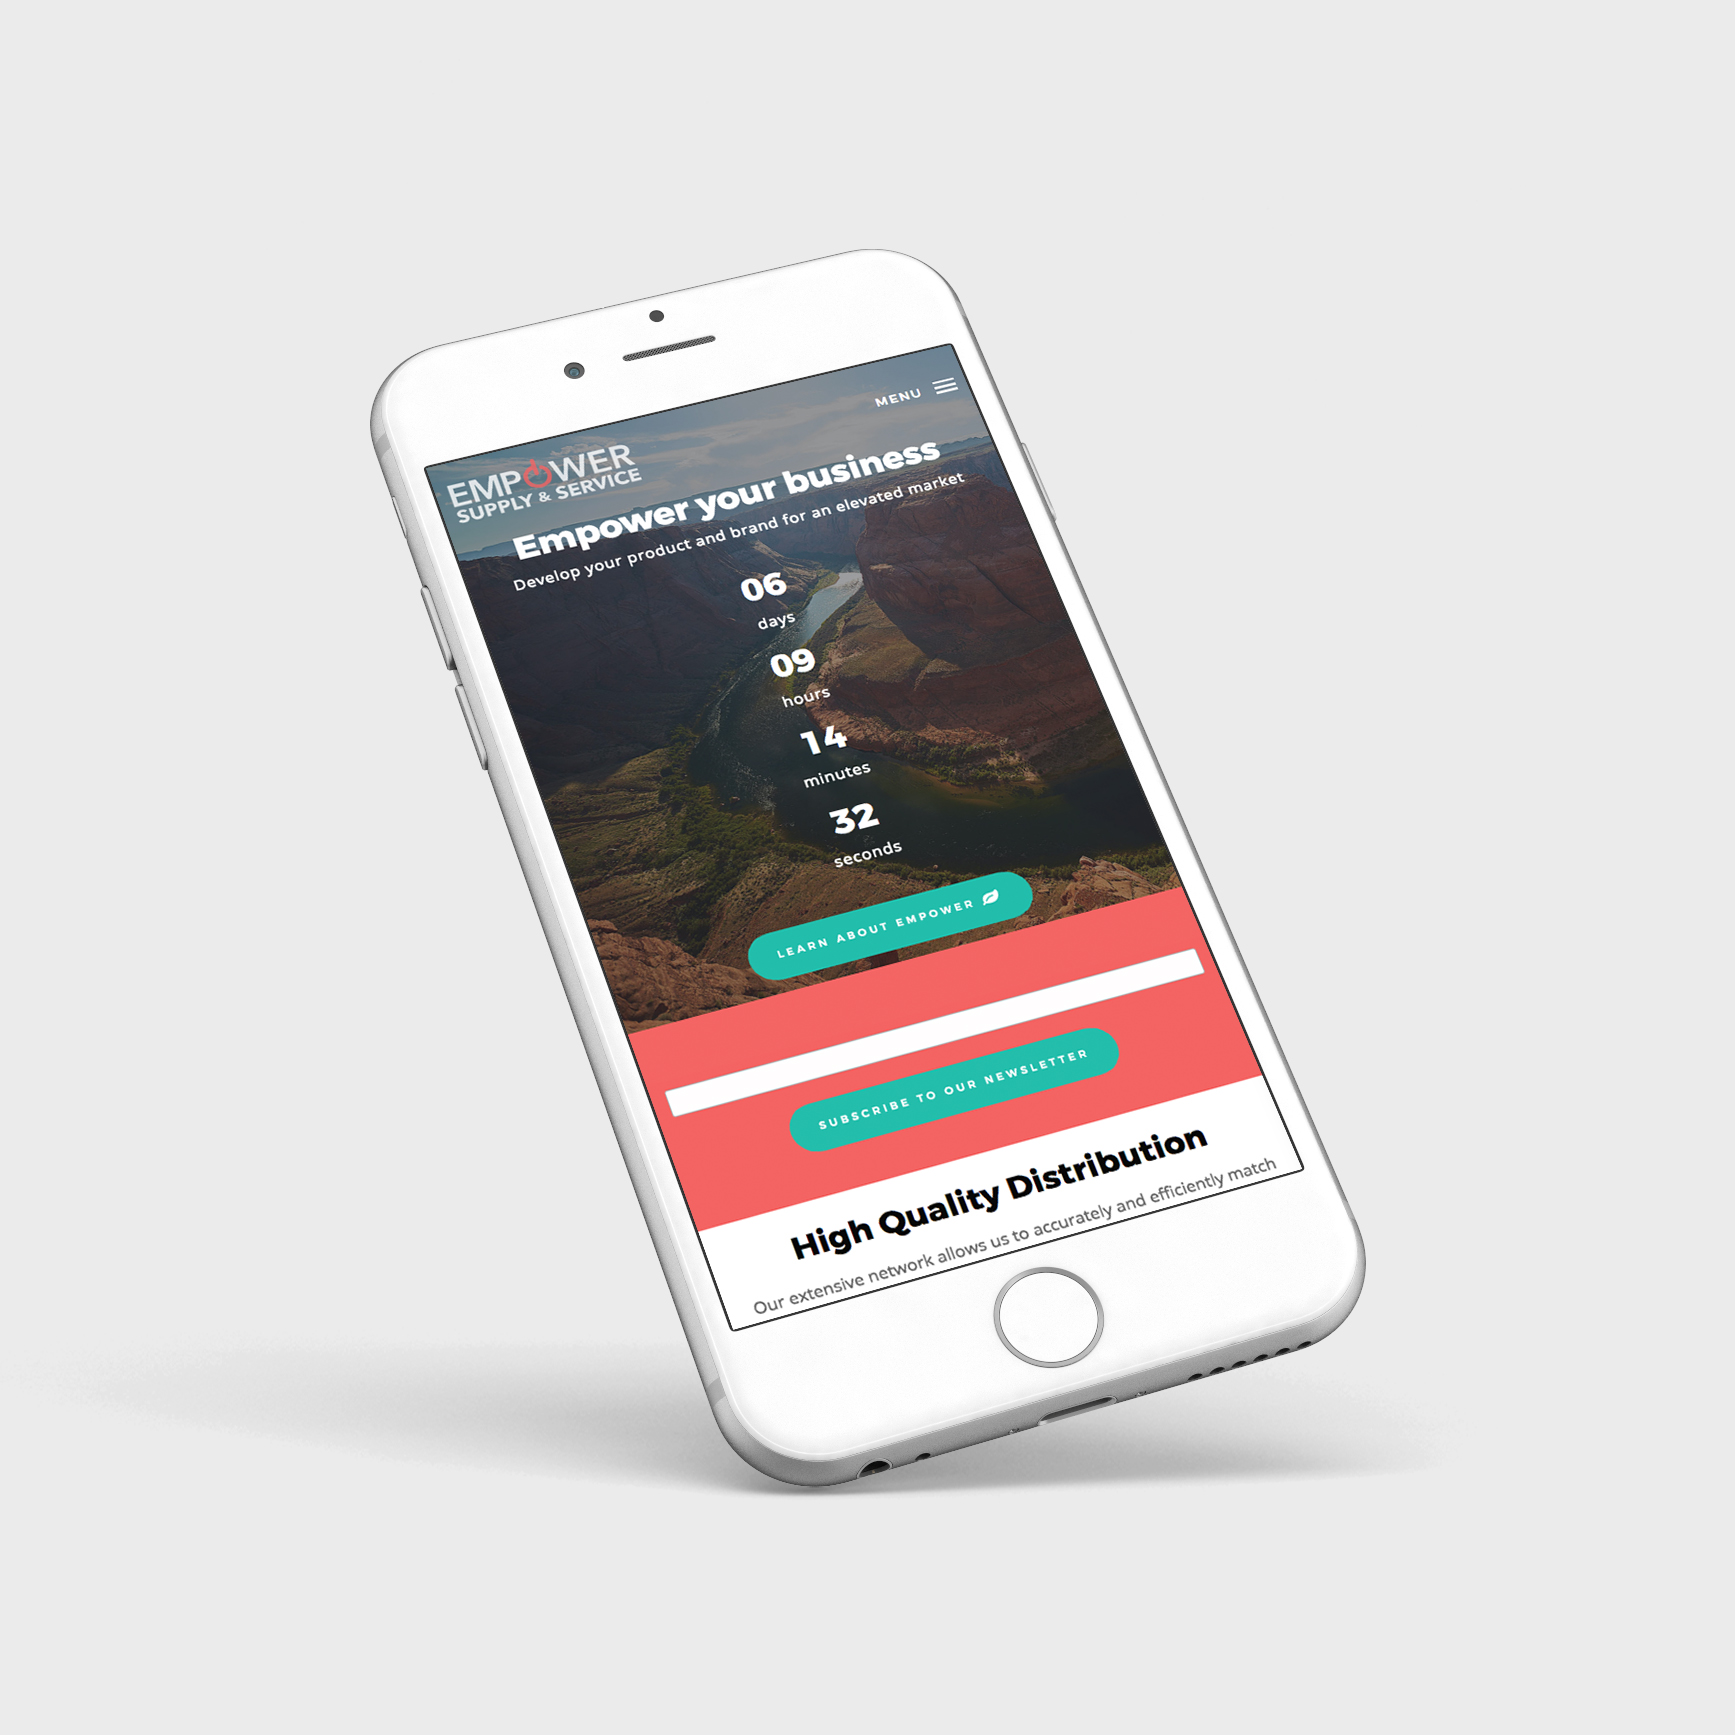 MENU
EMPOWER
SUPPLY & SERVICE
Empower your business
Develop your product and brand for an elevated market
06
days
09
hours
14
minutes
32
seconds
LEARN ABOUT EMPOWER
SUBSCRIBE TO OUR NEWSLETTER
High Quality Distribution
Our extensive network allows us to accurately and efficiently match